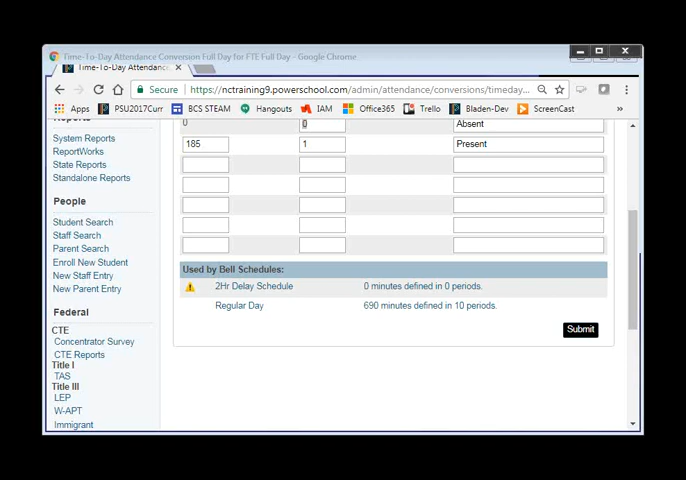 Time-To-Day Attendance Conversion Full Day for FTE Full Day - Google Chrome
Time-To-Day Attendance
Secure
https://nctraining9.powerschool.com/admin/attendance/conversions/timeday...
Apps PSU2017Curr BCS STEAM Hangouts IAM Office365 Trello Bladen-Dev ScreenCast »
Reports
System Reports
ReportWorks
State Reports
Standalone Reports
People
Student Search
Staff Search
Parent Search
Enroll New Student
New Staff Entry
New Parent Entry
Federal
CTE
Concentrator Survey
CTE Reports
Title I
TAS
Title III
LEP
W-APT
Immigrant
0 0 Absent
185 1 Present
Used by Bell Schedules:
2Hr Delay Schedule 0 minutes defined in 0 periods.
Regular Day 690 minutes defined in 10 periods.
Submit